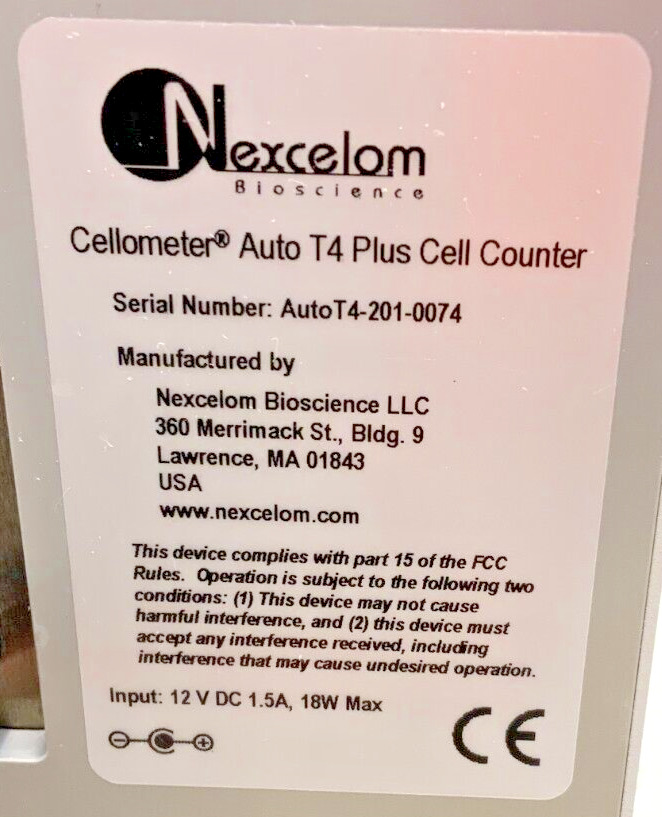 Nexcelom
Bioscience
Cellometer® Auto T4 Plus Cell Counter
Serial Number: AutoT4-201-0074
Manufactured by
Nexcelom Bioscience LLC
360 Merrimack St., Bldg. 9
Lawrence, MA 01843
USA
www.nexcelom.com
This device complies with part 15 of the FCC
Rules. Operation is subject to the following two
conditions: (1) This device may not cause
harmful interference, and (2) this device must
accept any interference received, including
interference that may cause undesired operation.
Input: 12 V DC 1.5A, 18W Max
CE